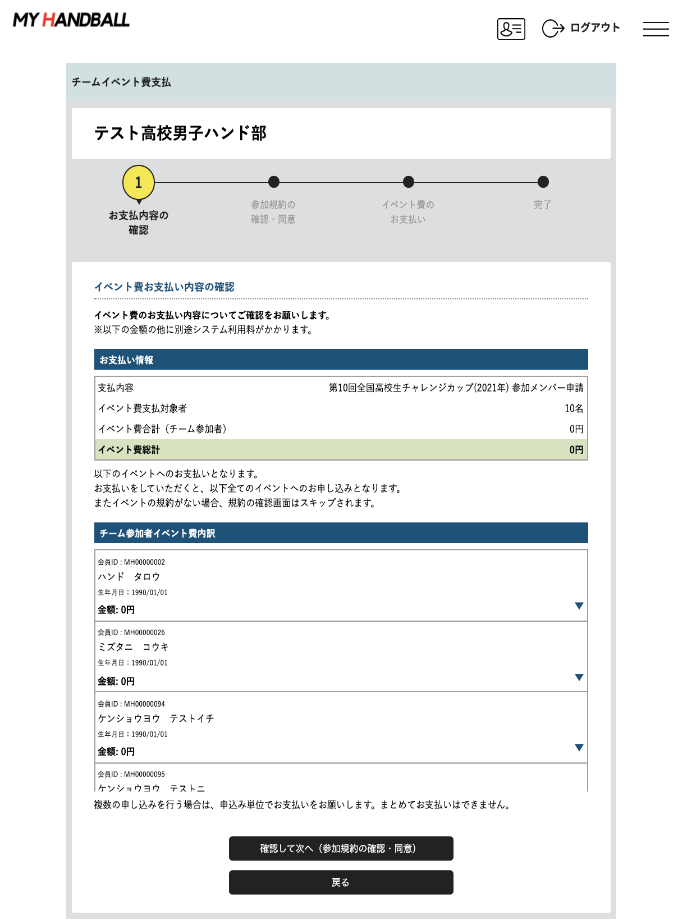 MY HANDBALL
ログアウト
チームイベント費支払
テスト高校男子ハンド部
1
お支払内容の
確認
参加規約の
確認・同意
イベント費の
お支払い
完了
イベント費お支払い内容の確認
イベント費のお支払い内容についてご確認をお願いします。
※以下の金額の他に別途システム利用料がかかります。
お支払い情報
支払内容 第10回全国高校生チャレンジカップ(2021年) 参加メンバー申請
イベント費支払対象者 10名
イベント費合計（チーム参加者） 0円
イベント費総計 0円
以下のイベントへのお支払いとなります。
お支払いをしていただくと、以下全てのイベントへのお申し込みとなります。
またイベントの規約がない場合、規約の確認画面はスキップされます。
チーム参加者イベント費内訳
会員ID : MH00000002
ハンド　タロウ
生年月日 : 1990/01/01
金額: 0円
会員ID : MH00000026
ミズタニ　コウキ
生年月日 : 1990/01/01
金額: 0円
会員ID : MH00000094
ケンショウヨウ　テストイチ
生年月日 : 1990/01/01
金額: 0円
会員ID : MH00000095
ケンショウヨウ　テストニ
複数の申し込みを行う場合は、申込み単位でお支払いをお願いします。まとめてお支払いはできません。
確認して次へ（参加規約の確認・同意）
戻る